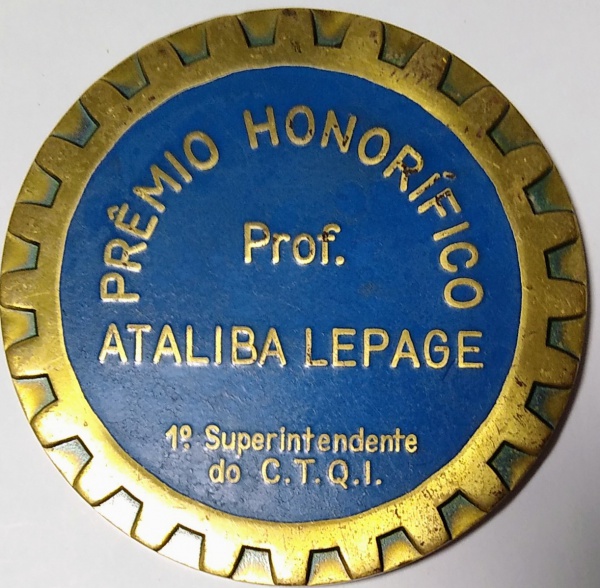 PRÊMIO HONORÍFICO
Prof.
ATALIBA LEPAGE
1º Superintendente
do C.T.Q.I.